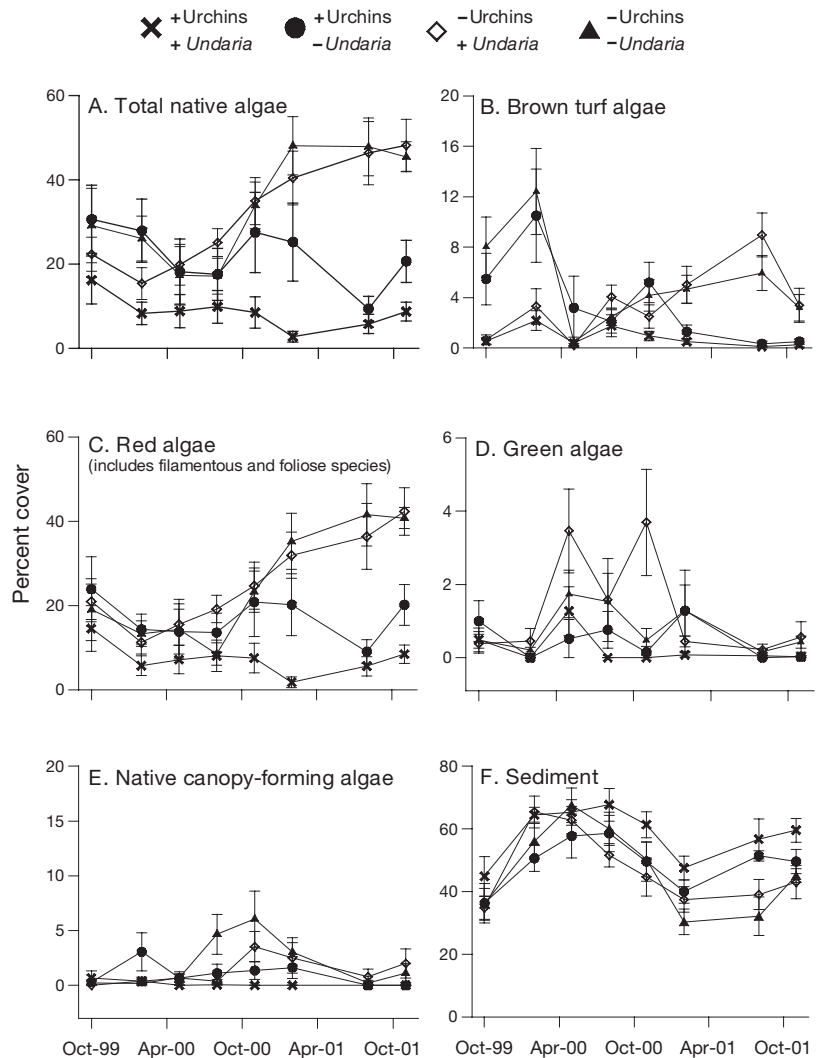 +Urchins +Urchins −Urchins −Urchins
+ Undaria −Undaria + Undaria −Undaria
A. Total native algae
60
40
20
0
B. Brown turf algae
20
16
12
8
4
0
Percent cover
C. Red algae
(includes filamentous and foliose species)
60
40
20
0
D. Green algae
6
4
2
0
E. Native canopy-forming algae
20
15
10
5
0
Oct-99 Apr-00 Oct-00 Apr-01 Oct-01
F. Sediment
80
60
40
20
0
Oct-99 Apr-00 Oct-00 Apr-01 Oct-01